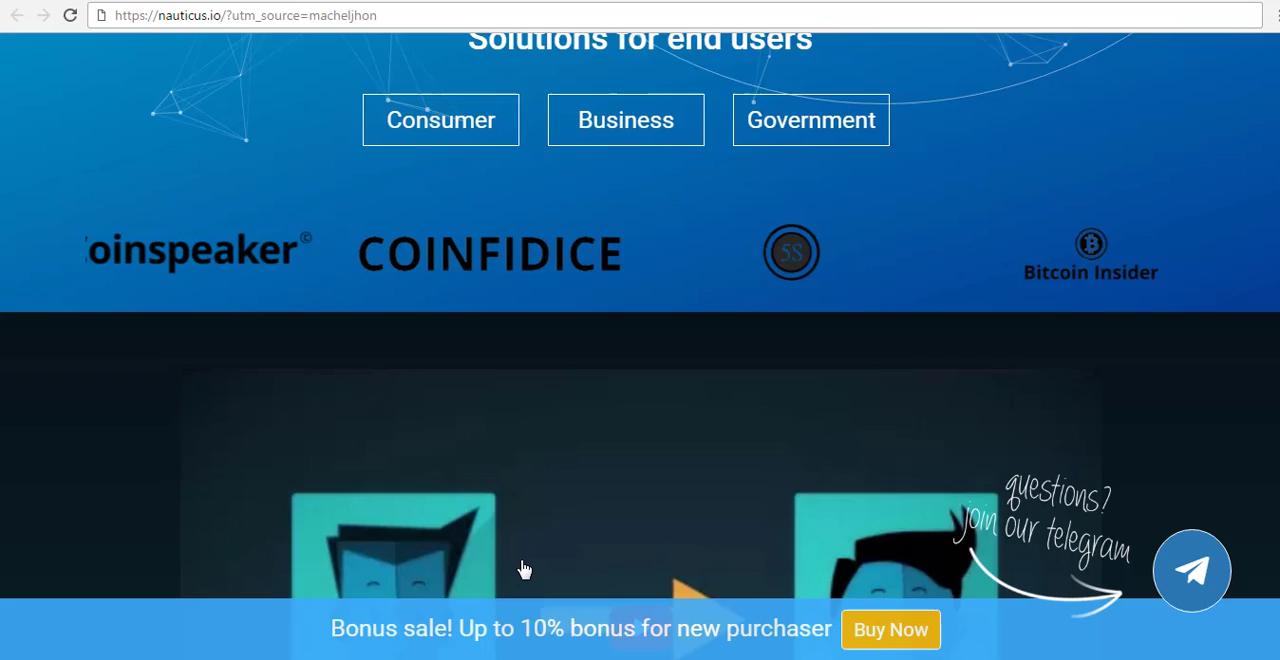 https://nauticus.io/?utm_source=macheljhon
Solutions for end users
Consumer Business Government
oinspeaker© COINFIDICE 5S Bitcoin Insider
questions?
join our telegram
Bonus sale! Up to 10% bonus for new purchaser Buy Now